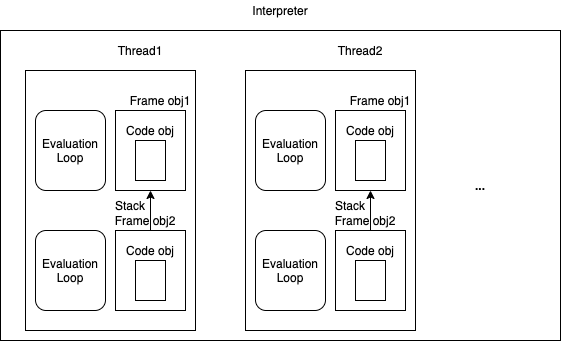 Interpreter
Thread1
Frame obj1
Code obj
Evaluation
Loop
Stack
Frame obj2
Code obj
Evaluation
Loop
Thread2
Frame obj1
Code obj
Evaluation
Loop
Stack
Frame obj2
Code obj
Evaluation
Loop
...